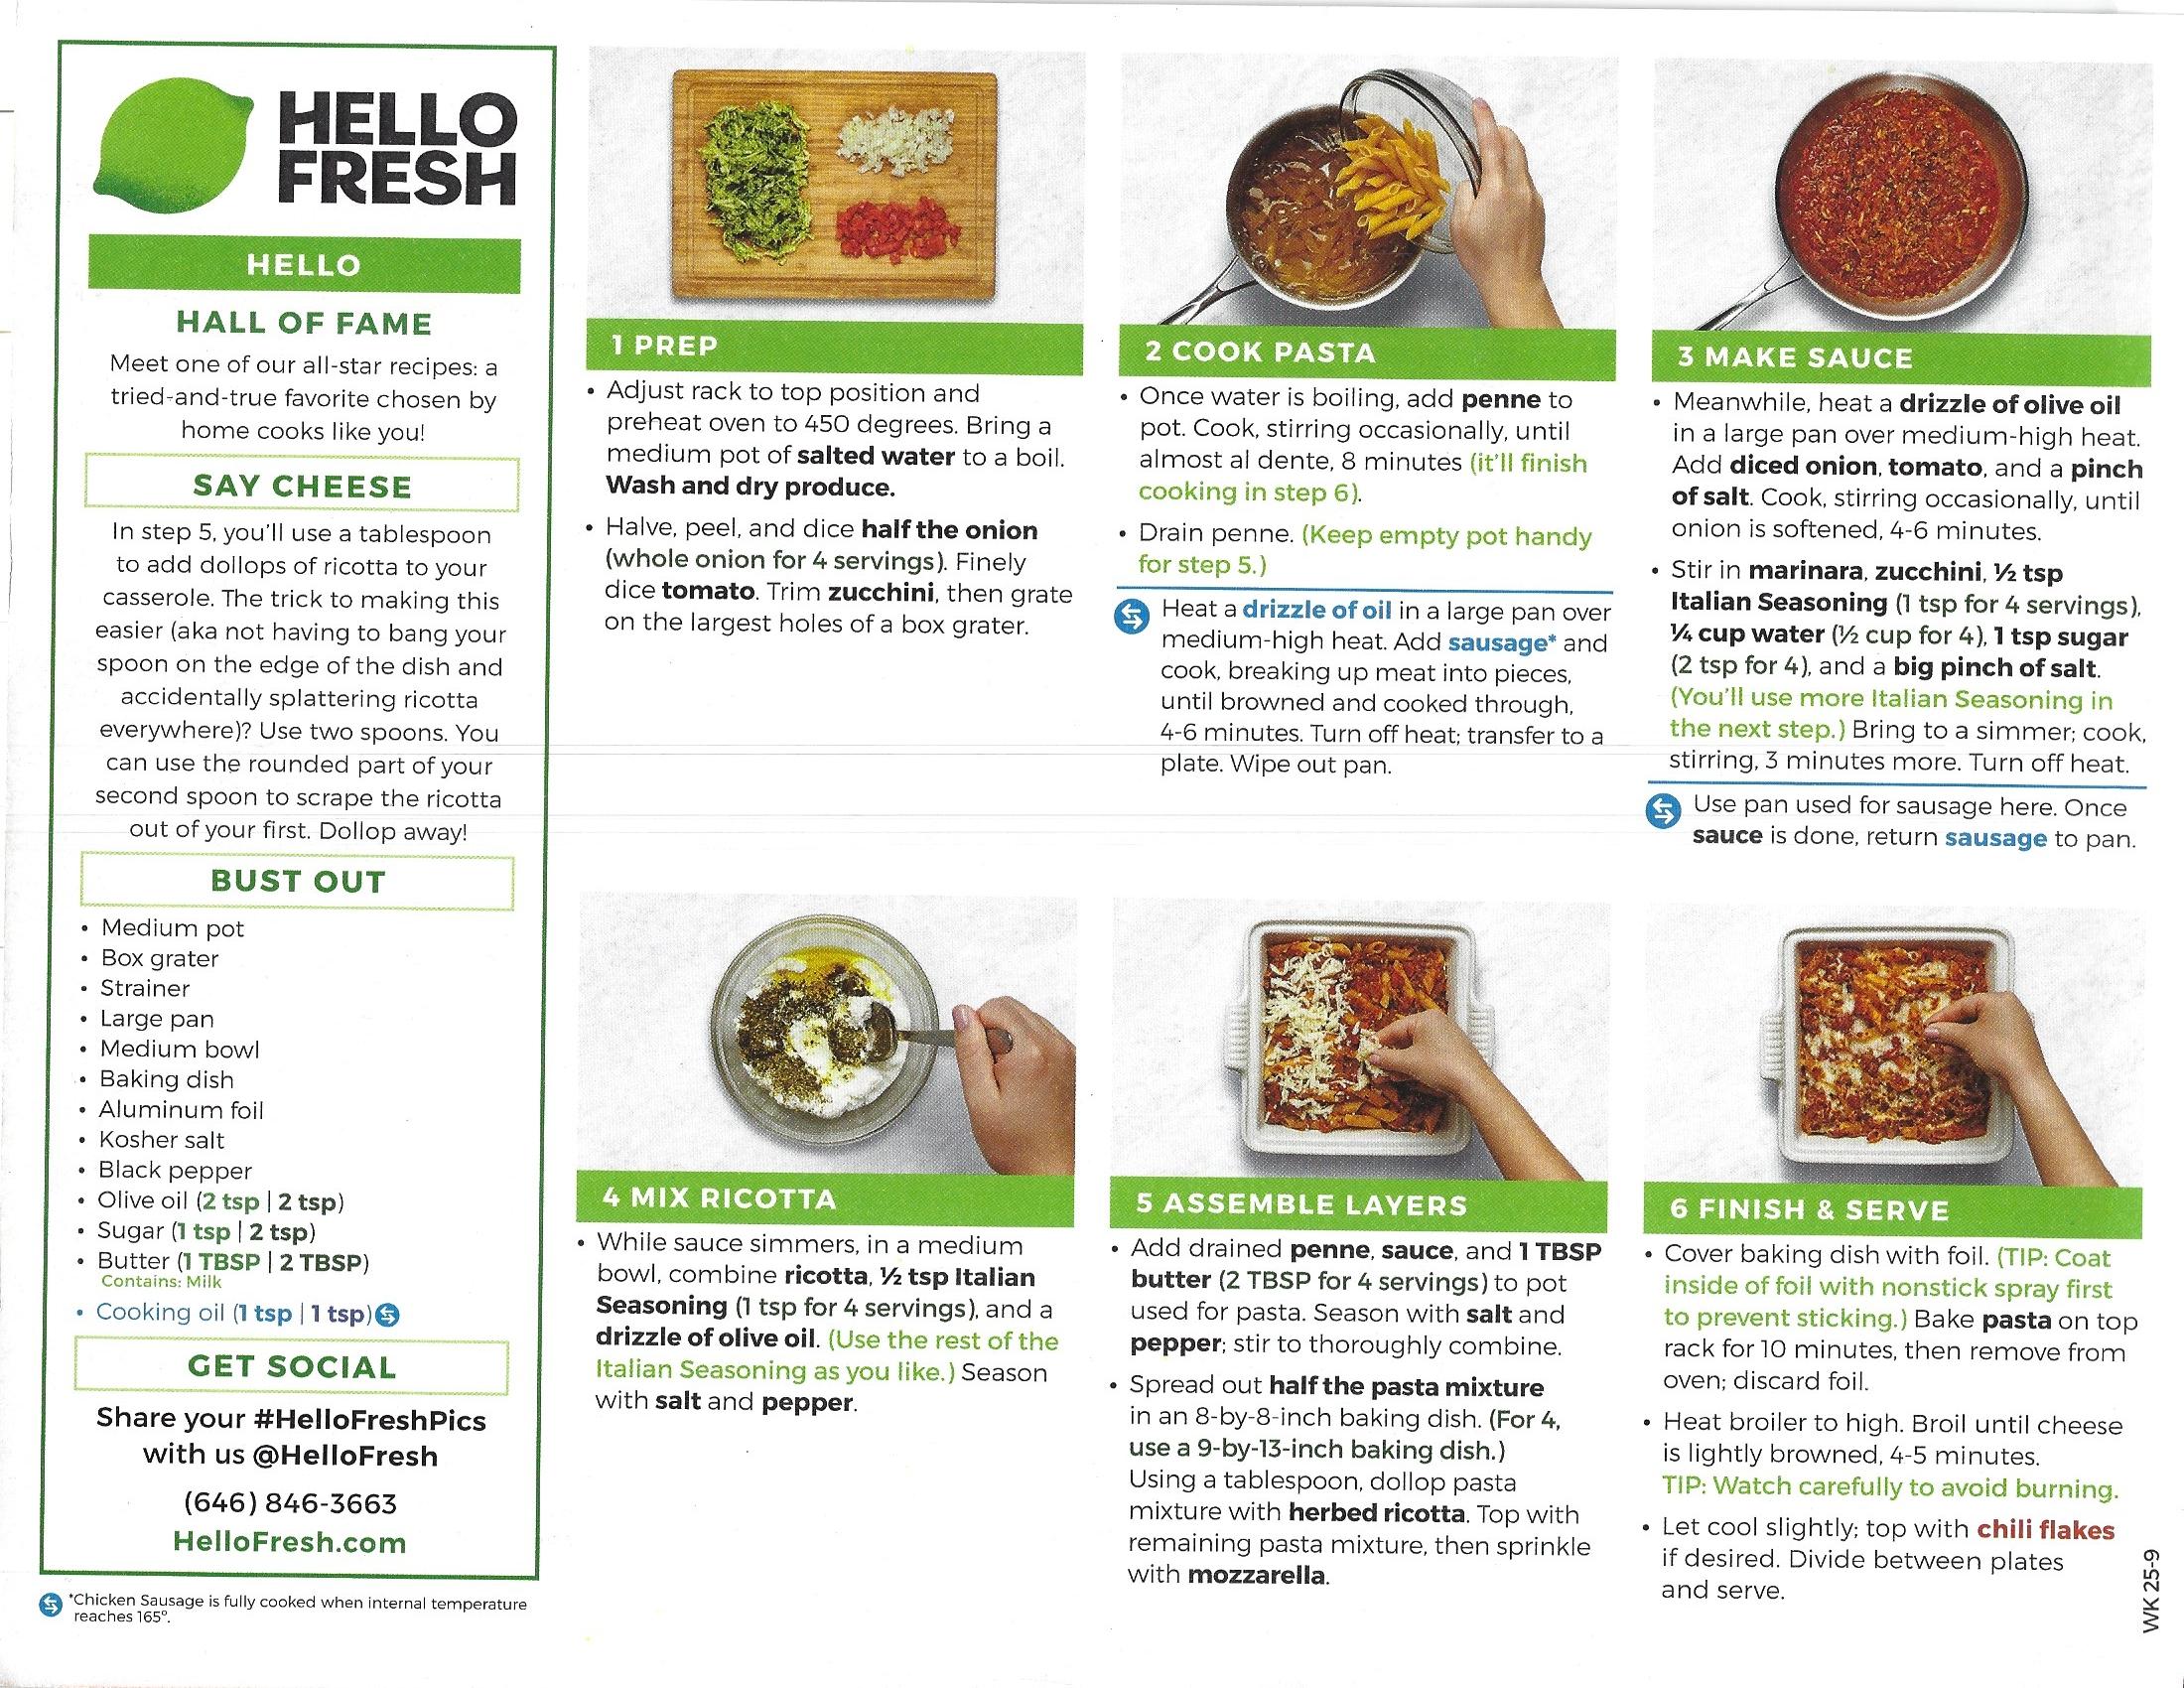 HELLO
FRESH
HELLO
HALL OF FAME
Meet one of our all-star recipes: a
tried-and-true favorite chosen by
home cooks like you!
SAY CHEESE
In step 5, you'll use a tablespoon
to add dollops of ricotta to your
casserole. The trick to making this
easier (aka not having to bang your
spoon on the edge of the dish and
accidentally splattering ricotta
everywhere)? Use two spoons. You
can use the rounded part of your
second spoon to scrape the ricotta
out of your first. Dollop away!
BUST OUT
• Medium pot
• Box grater
• Strainer
• Large pan
• Medium bowl
• Baking dish
• Aluminum foil
• Kosher salt
• Black pepper
• Olive oil (2 tsp | 2 tsp)
• Sugar (1 tsp | 2 tsp)
• Butter (1 TBSP | 2 TBSP)
Contains: Milk
• Cooking oil (1 tsp | 1 tsp)
GET SOCIAL
Share your #HelloFreshPics
with us @HelloFresh
(646) 846-3663
HelloFresh.com
*Chicken Sausage is fully cooked when internal temperature
reaches 165°.
1 PREP
• Adjust rack to top position and
preheat oven to 450 degrees. Bring a
medium pot of salted water to a boil.
Wash and dry produce.
• Halve, peel, and dice half the onion
(whole onion for 4 servings). Finely
dice tomato. Trim zucchini, then grate
on the largest holes of a box grater.
2 COOK PASTA
• Once water is boiling, add penne to
pot. Cook, stirring occasionally, until
almost al dente, 8 minutes (it'll finish
cooking in step 6).
• Drain penne. (Keep empty pot handy
for step 5.)
Heat a drizzle of oil in a large pan over
medium-high heat. Add sausage* and
cook, breaking up meat into pieces,
until browned and cooked through,
4-6 minutes. Turn off heat; transfer to a
plate. Wipe out pan.
3 MAKE SAUCE
• Meanwhile, heat a drizzle of olive oil
in a large pan over medium-high heat.
Add diced onion, tomato, and a pinch
of salt. Cook, stirring occasionally, until
onion is softened, 4-6 minutes.
• Stir in marinara, zucchini, ½ tsp
Italian Seasoning (1 tsp for 4 servings),
¼ cup water (½ cup for 4), 1 tsp sugar
(2 tsp for 4), and a big pinch of salt.
(You'll use more Italian Seasoning in
the next step.) Bring to a simmer; cook,
stirring, 3 minutes more. Turn off heat.
Use pan used for sausage here. Once
sauce is done, return sausage to pan.
4 MIX RICOTTA
• While sauce simmers, in a medium
bowl, combine ricotta, ½ tsp Italian
Seasoning (1 tsp for 4 servings), and a
drizzle of olive oil. (Use the rest of the
Italian Seasoning as you like.) Season
with salt and pepper.
5 ASSEMBLE LAYERS
• Add drained penne, sauce, and 1 TBSP
butter (2 TBSP for 4 servings) to pot
used for pasta. Season with salt and
pepper; stir to thoroughly combine.
• Spread out half the pasta mixture
in an 8-by-8-inch baking dish. (For 4,
use a 9-by-13-inch baking dish.)
Using a tablespoon, dollop pasta
mixture with herbed ricotta. Top with
remaining pasta mixture, then sprinkle
with mozzarella.
6 FINISH & SERVE
• Cover baking dish with foil. (TIP: Coat
inside of foil with nonstick spray first
to prevent sticking.) Bake pasta on top
rack for 10 minutes, then remove from
oven; discard foil.
• Heat broiler to high. Broil until cheese
is lightly browned, 4-5 minutes.
TIP: Watch carefully to avoid burning.
• Let cool slightly; top with chili flakes
if desired. Divide between plates
and serve.
WK 25-9